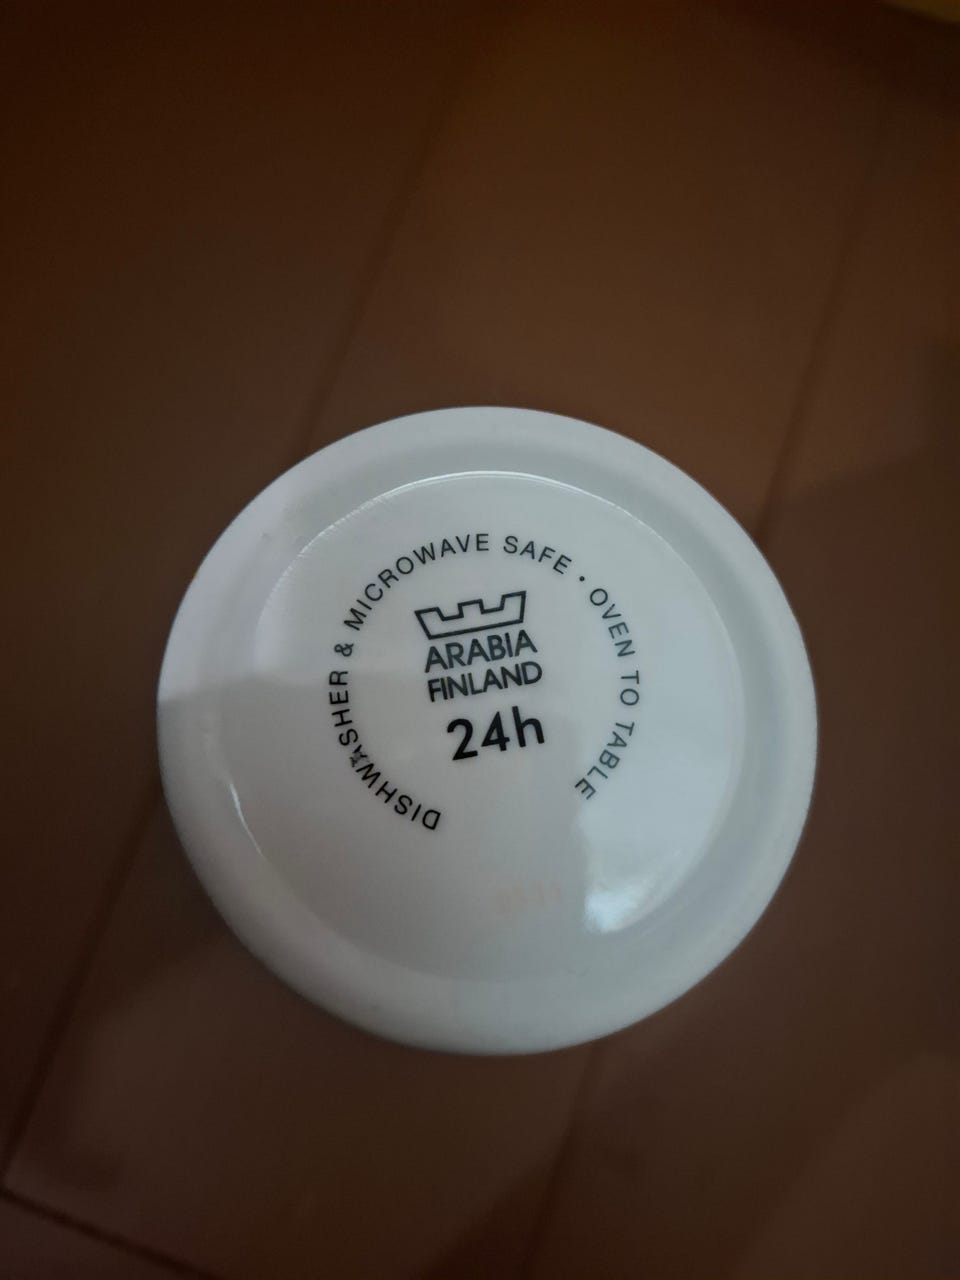 DISHWASHER & MICROWAVE SAFE • OVEN TO TABLE
ARABIA
FINLAND
24h